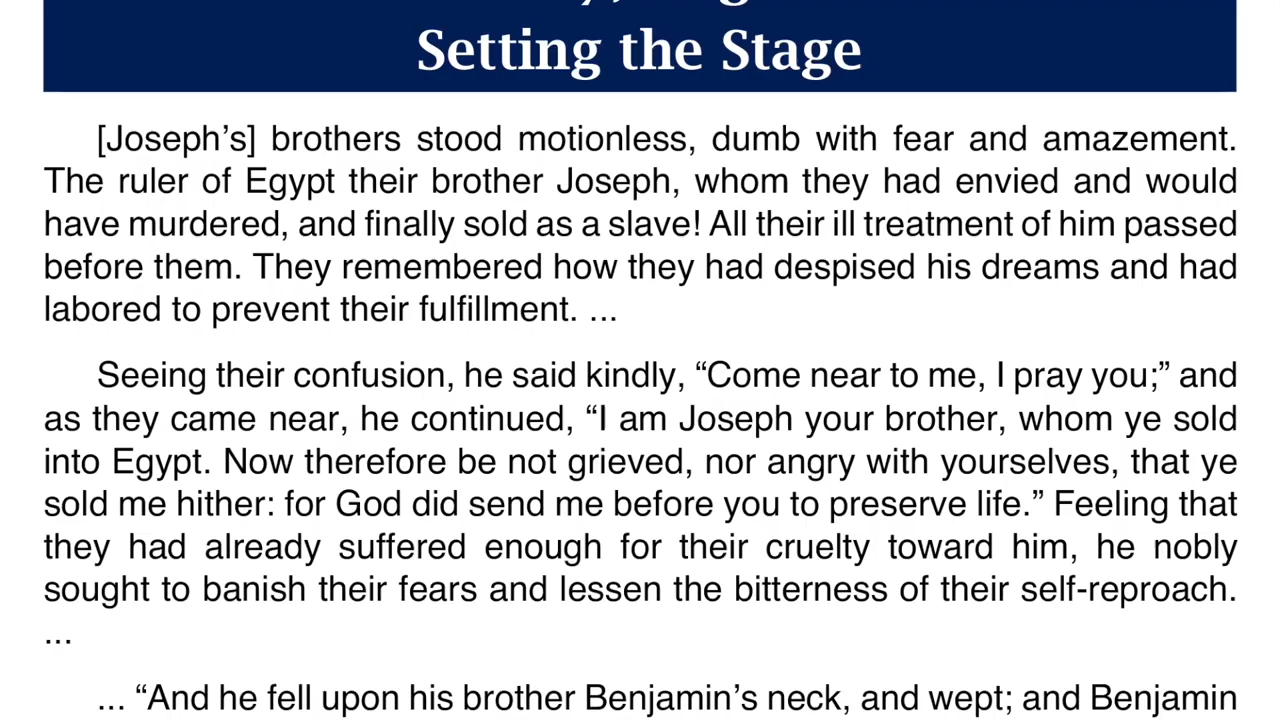 Setting the Stage
[Joseph’s] brothers stood motionless, dumb with fear and amazement.
The ruler of Egypt their brother Joseph, whom they had envied and would
have murdered, and finally sold as a slave! All their ill treatment of him passed
before them. They remembered how they had despised his dreams and had
labored to prevent their fulfillment. ...
Seeing their confusion, he said kindly, “Come near to me, I pray you;” and
as they came near, he continued, “I am Joseph your brother, whom ye sold
into Egypt. Now therefore be not grieved, nor angry with yourselves, that ye
sold me hither: for God did send me before you to preserve life.” Feeling that
they had already suffered enough for their cruelty toward him, he nobly
sought to banish their fears and lessen the bitterness of their self-reproach.
...
... “And he fell upon his brother Benjamin’s neck, and wept; and Benjamin